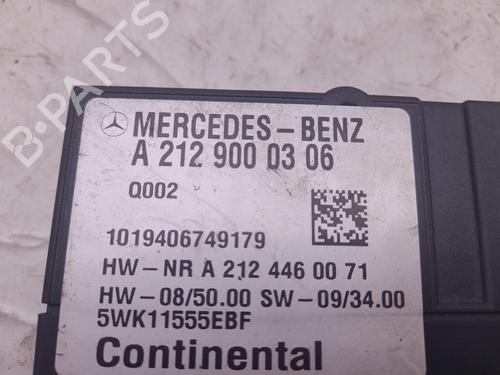 B-PARTS
MERCEDES-BENZ
A 212 900 03 06
Q002
1019406749179
HW-NR A 212 446 00 71
HW-08/50.00 SW-09/34.00
5WK11555EBF
Continental